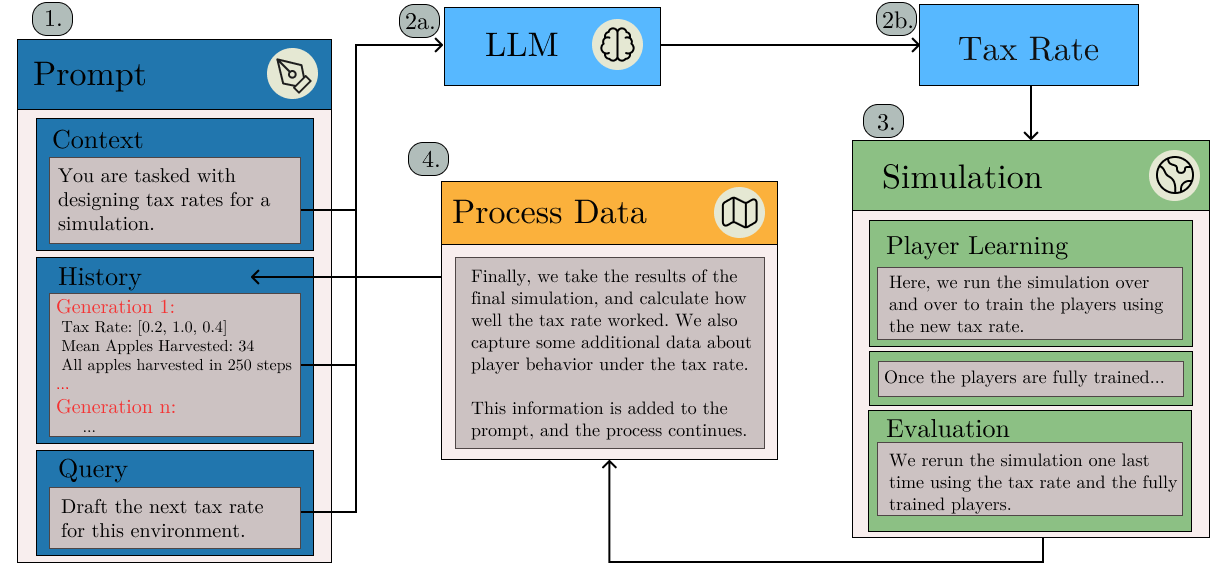 1.
Prompt
Context
You are tasked with
designing tax rates for a
simulation.
History
Generation 1:
Tax Rate: [0.2, 1.0, 0.4]
Mean Apples Harvested: 34
All apples harvested in 250 steps
...
Generation n:
...
Query
Draft the next tax rate
for this environment.
2a.
LLM
2b.
Tax Rate
3.
Simulation
Player Learning
Here, we run the simulation over
and over to train the players using
the new tax rate.
Once the players are fully trained...
Evaluation
We rerun the simulation one last
time using the tax rate and the fully
trained players.
4.
Process Data
Finally, we take the results of the
final simulation, and calculate how
well the tax rate worked. We also
capture some additional data about
player behavior under the tax rate.
This information is added to the
prompt, and the process continues.